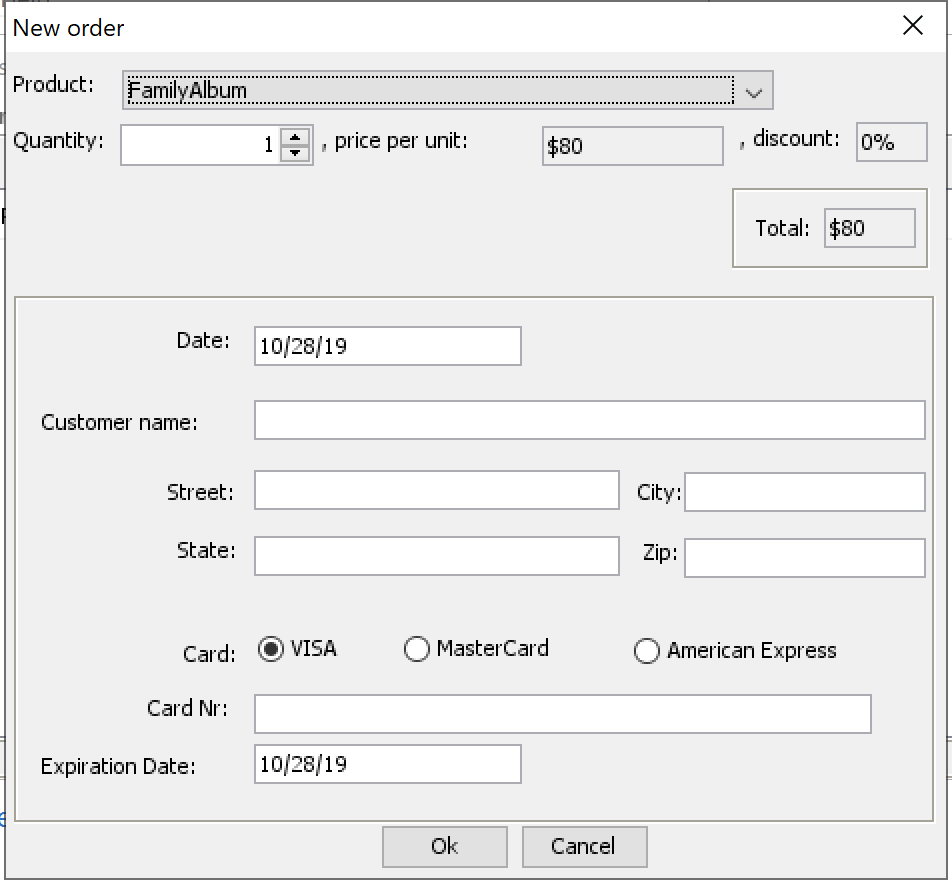 New order
Product: FamilyAlbum
Quantity: 1 , price per unit: $80 , discount: 0%
Total: $80
Date: 10/28/19
Customer name:
Street: City:
State: Zip:
Card: VISA MasterCard American Express
Card Nr:
Expiration Date: 10/28/19
Ok Cancel